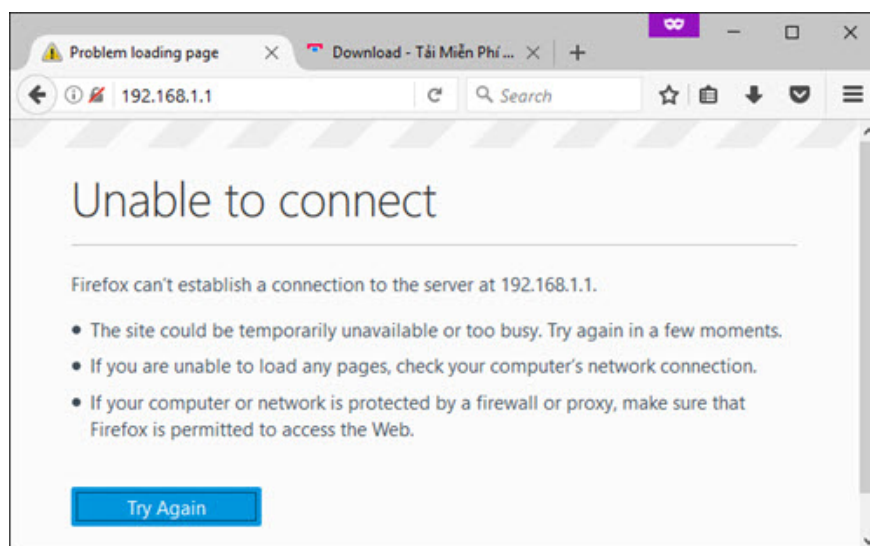 Problem loading page
Download - Tải Miễn Phí ...
192.168.1.1
Search
Unable to connect
Firefox can't establish a connection to the server at 192.168.1.1.
• The site could be temporarily unavailable or too busy. Try again in a few moments.
• If you are unable to load any pages, check your computer's network connection.
• If your computer or network is protected by a firewall or proxy, make sure that
Firefox is permitted to access the Web.
Try Again